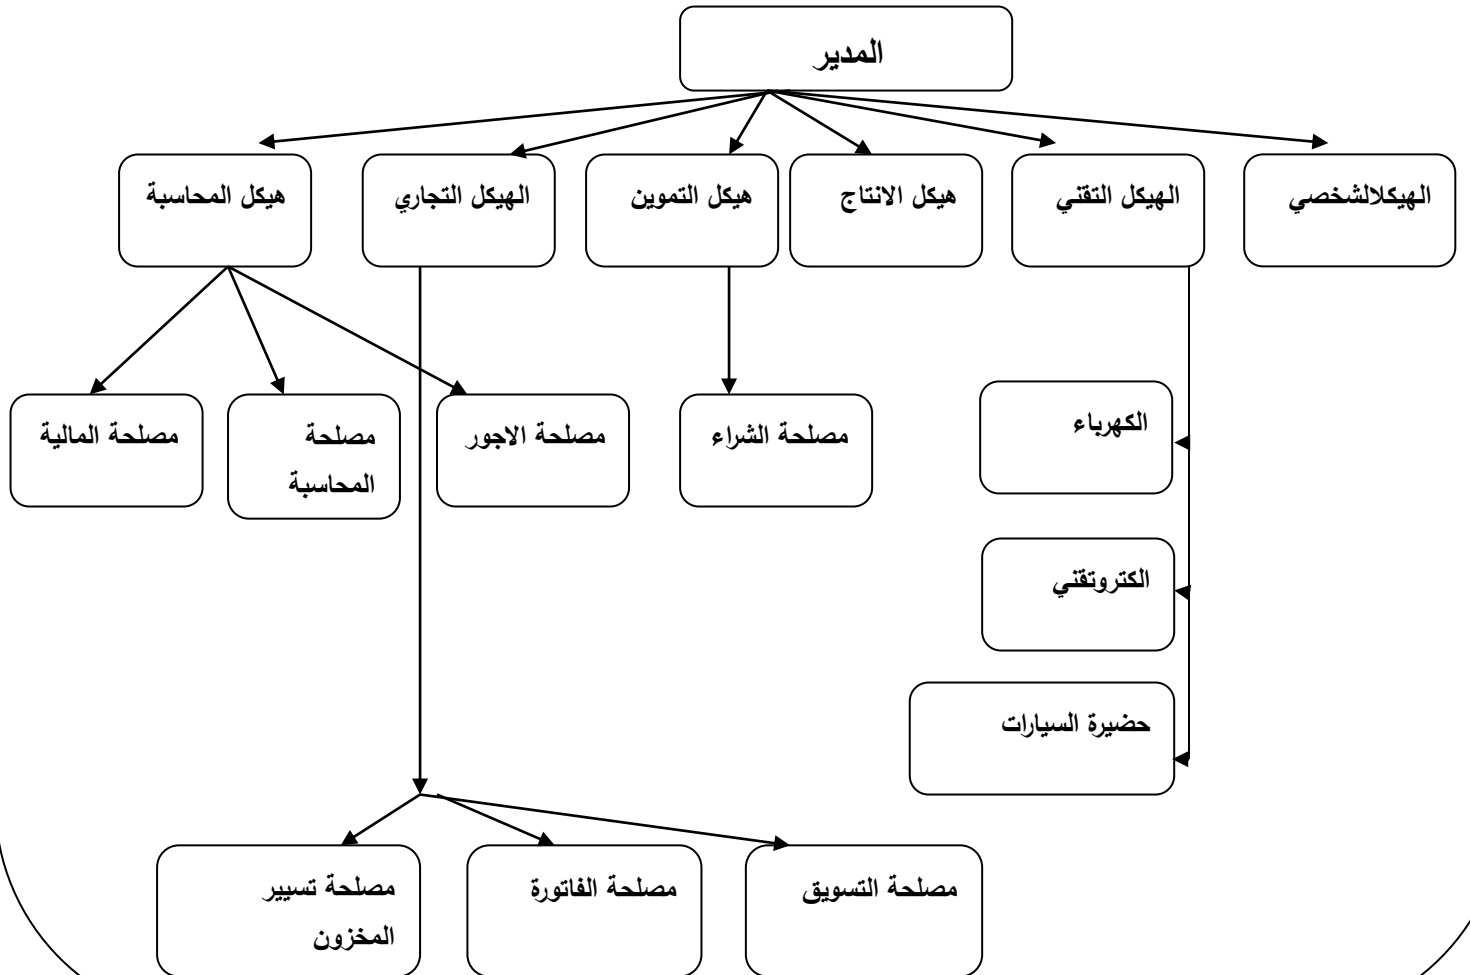 المدير
الهيكلالشخصي
الهيكل التقني
هيكل الانتاج
هيكل التموين
الهيكل التجاري
هيكل المحاسبة
الكهرباء
مصلحة الشراء
مصلحة الاجور
مصلحة
المحاسبة
مصلحة المالية
الكتروتقني
حضيرة السيارات
مصلحة التسويق
مصلحة الفاتورة
مصلحة تسيير
المخزون